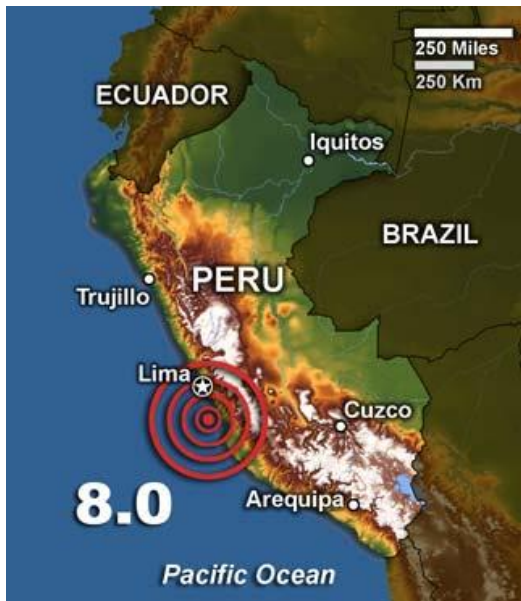 250 Miles
250 Km
ECUADOR
Iquitos
BRAZIL
PERU
Trujillo
Lima
Cuzco
8.0
Arequipa
Pacific Ocean